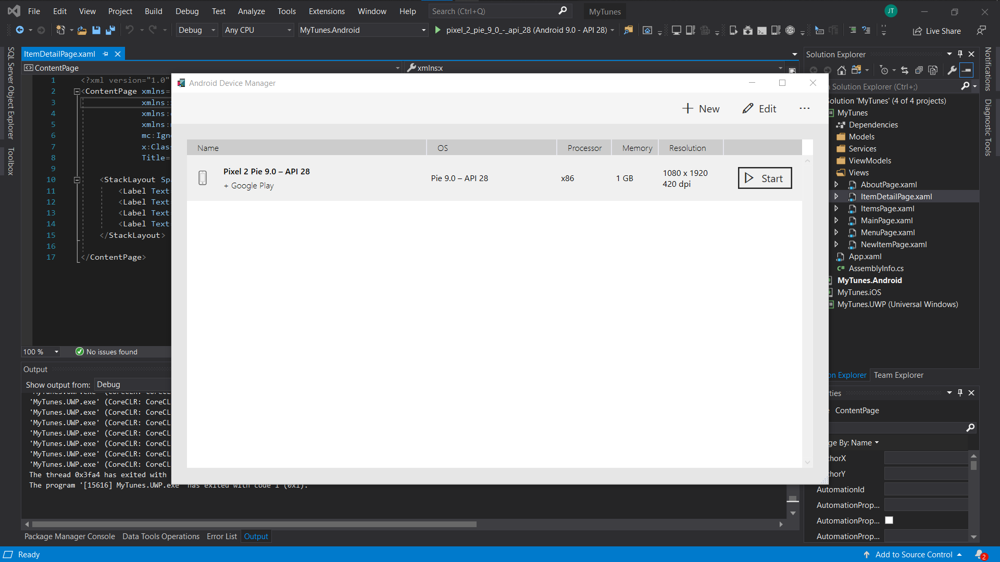 File Edit View Project Build Debug Test Analyze Tools Extensions Window Help Search (Ctrl+Q) MyTunes JT
Debug Any CPU MyTunes.Android pixel_2_pie_9_0_-_api_28 (Android 9.0 - API 28) Live Share
SQL Server Object Explorer
Toolbox
ItemDetailPage.xaml
ContentPage xmlns:x
1 <?xml version="1.0"
2 <ContentPage xmlns=
3 xmlns:
4 xmlns:
5 xmlns:
6 mc:Igno
7 x:Class
8 Title=
9
10 <StackLayout Spa
11 <Label Text
12 <Label Text
13 <Label Text
14 <Label Text
15 </StackLayout>
16
17 </ContentPage>
100 % No issues found
Android Device Manager
New Edit ...
Name OS Processor Memory Resolution
Pixel 2 Pie 9.0 – API 28
+ Google Play
Pie 9.0 – API 28 x86 1 GB
1080 x 1920
420 dpi
Start
Output
Show output from: Debug
'MyTunes.UWP.exe' (CoreCLR: CoreCL
'MyTunes.UWP.exe' (CoreCLR: CoreCL
'MyTunes.UWP.exe' (CoreCLR: CoreCL
'MyTunes.UWP.exe' (CoreCLR: CoreCL
'MyTunes.UWP.exe' (CoreCLR: CoreCL
'MyTunes.UWP.exe' (CoreCLR: CoreCL
'MyTunes.UWP.exe' (CoreCLR: CoreCL
'MyTunes.UWP.exe' (CoreCLR: CoreCL
The thread 0x3fa4 has exited with
The program '[15616] MyTunes.UWP.exe' has exited with code 1 (0x1).
Package Manager Console Data Tools Operations Error List Output
Solution Explorer
Solution Explorer (Ctrl+;)
olution 'MyTunes' (4 of 4 projects)
MyTunes
Dependencies
Models
Services
ViewModels
Views
AboutPage.xaml
ItemDetailPage.xaml
ItemsPage.xaml
MainPage.xaml
MenuPage.xaml
NewItemPage.xaml
App.xaml
C# AssemblyInfo.cs
MyTunes.Android
MyTunes.iOS
MyTunes.UWP (Universal Windows)
on Explorer Team Explorer
ties
ContentPage
ge By: Name
chorX
chorY
AutomationId
AutomationProp...
AutomationProp...
AutomationProp...
Notifications
Diagnostic Tools
Ready Add to Source Control 2